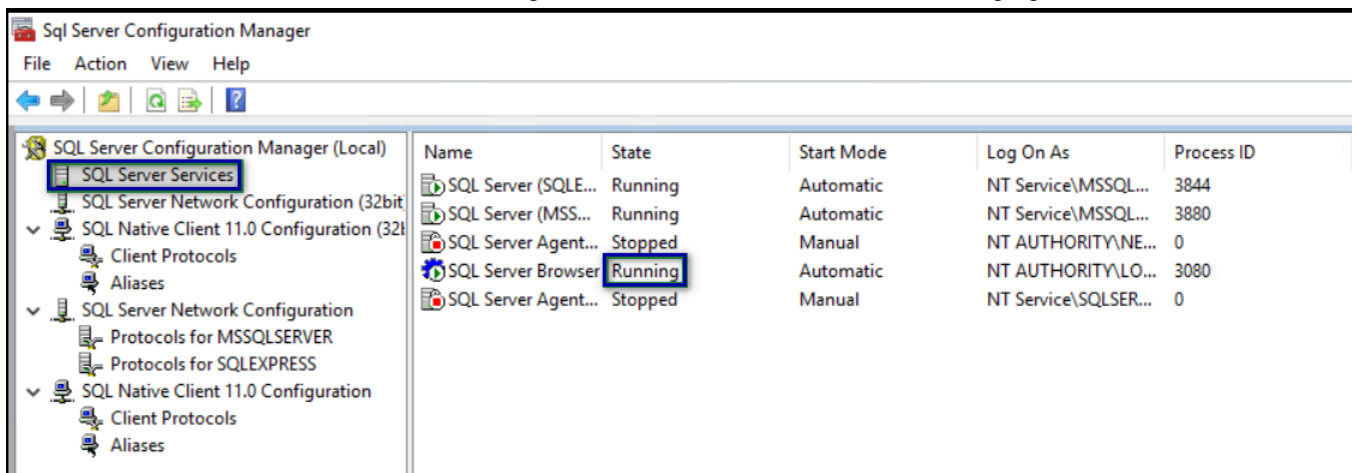 Sql Server Configuration Manager
File Action View Help
SQL Server Configuration Manager (Local)
SQL Server Services
SQL Server Network Configuration (32bit
SQL Native Client 11.0 Configuration (32
Client Protocols
Aliases
SQL Server Network Configuration
Protocols for MSSQLSERVER
Protocols for SQLEXPRESS
SQL Native Client 11.0 Configuration
Client Protocols
Aliases
Name State Start Mode Log On As Process ID
SQL Server (SQLE... Running Automatic NT Service\MSSQL... 3844
SQL Server (MSS... Running Automatic NT Service\MSSQL... 3880
SQL Server Agent... Stopped Manual NT AUTHORITY\NE... 0
SQL Server Browser Running Automatic NT AUTHORITY\LO... 3080
SQL Server Agent... Stopped Manual NT Service\SQLSER... 0